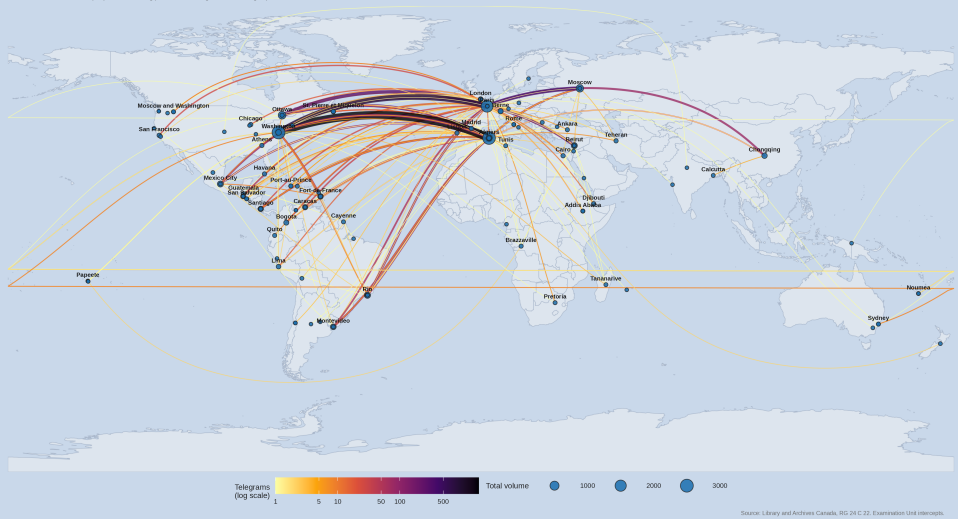 London
Moscow
Moscow and Washington
Ottawa
St. Pierre et Miquelon
Berne
Chicago
San Francisco
Madrid
Rome
Ankara
Algiers
Athens
Tunis
Beirut
Teheran
Cairo
Chongqing
Havana
Calcutta
Mexico City
Port-au-Prince
Guatemala
Fort-de-France
San Salvador
Djibouti
Santiago
Caracas
Addis Ababa
Bogota
Cayenne
Quito
Brazzaville
Lima
Papeete
Tananarive
Rio
Pretoria
Noumea
Montevideo
Sydney
Telegrams
(log scale)
1 5 10 50 100 500
Total volume 1000 2000 3000
Source: Library and Archives Canada, RG 24 C 22. Examination Unit intercepts.